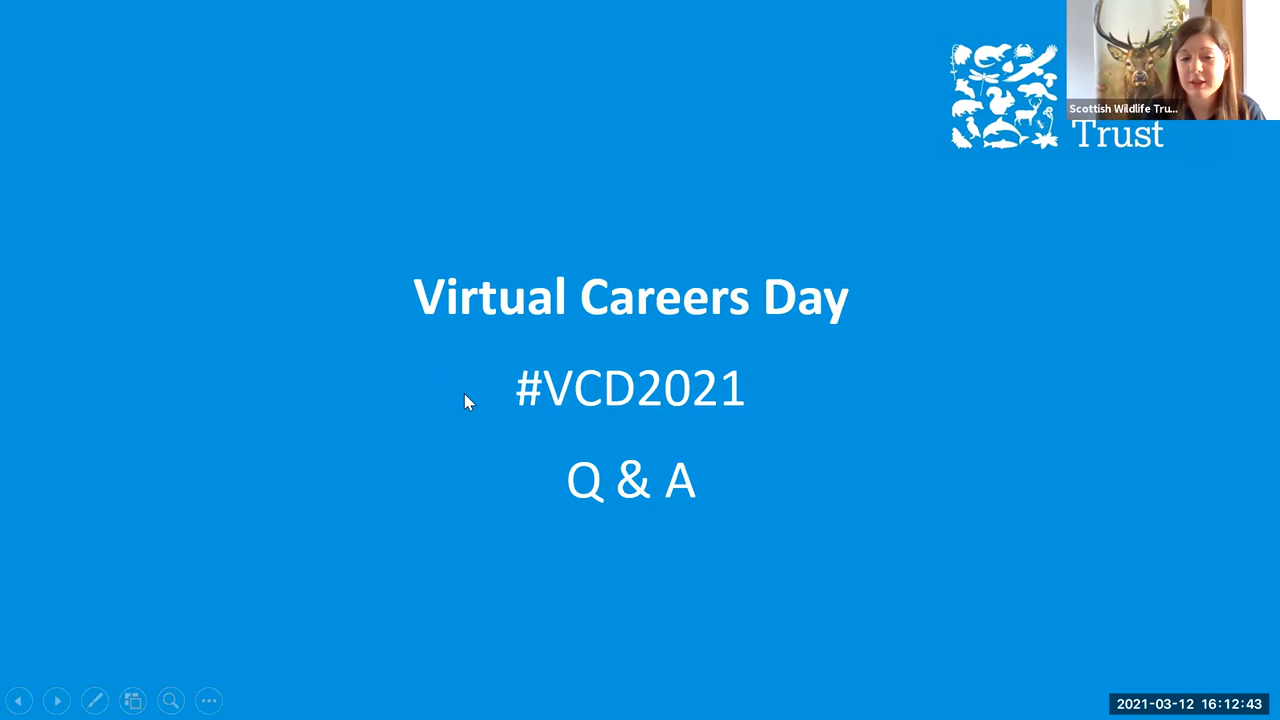 Scottish Wildlife Tru...
Trust
Virtual Careers Day
#VCD2021
Q & A
2021-03-12 16:12:43